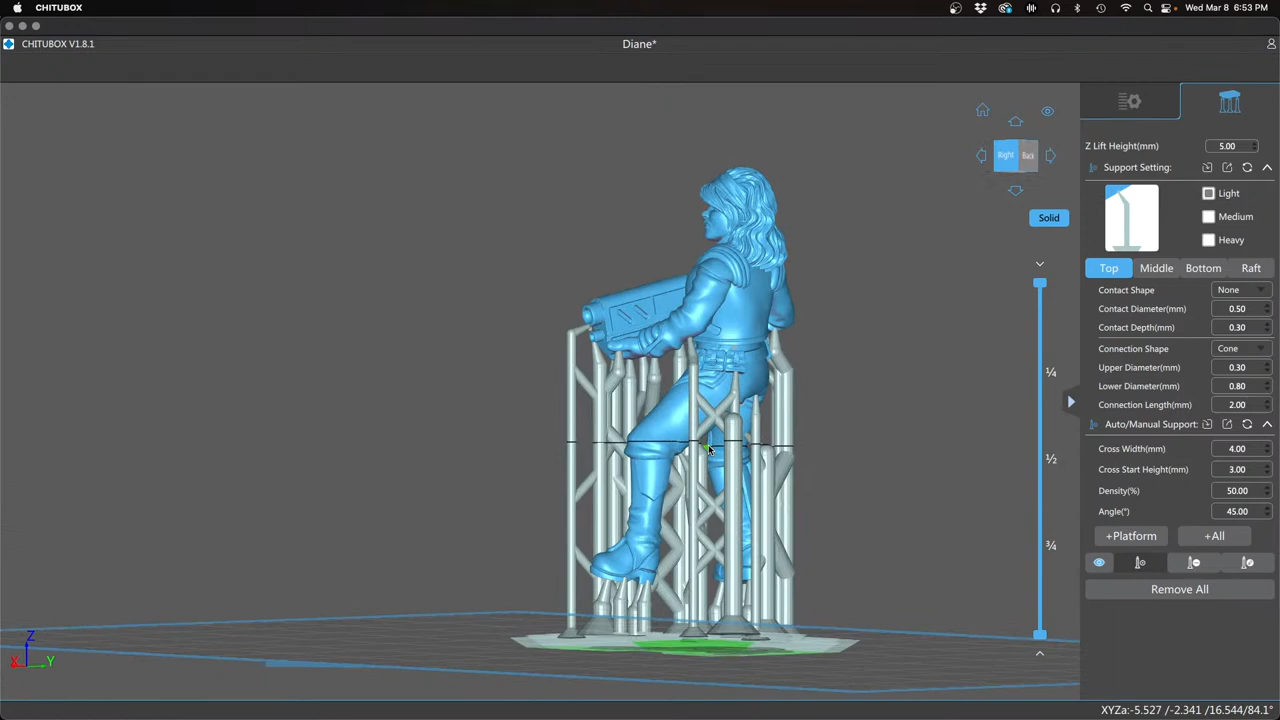 CHITUBOX
Wed Mar 8 6:53 PM
CHITUBOX V1.8.1
Diane*
Right
Back
Solid
¼
½
¾
Z
X
Y
Z Lift Height(mm) 5.00
Support Setting:
Light
Medium
Heavy
Top Middle Bottom Raft
Contact Shape None
Contact Diameter(mm) 0.50
Contact Depth(mm) 0.30
Connection Shape Cone
Upper Diameter(mm) 0.30
Lower Diameter(mm) 0.80
Connection Length(mm) 2.00
Auto/Manual Support:
Cross Width(mm) 4.00
Cross Start Height(mm) 3.00
Density(%) 50.00
Angle(°) 45.00
+Platform +All
Remove All
XYZa:-5.527 /-2.341 /16.544/84.1°